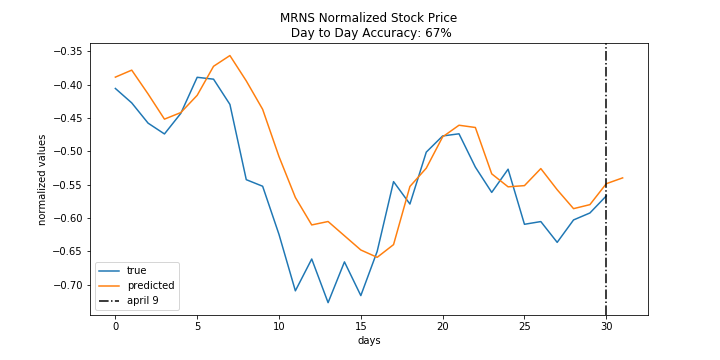 MRNS Normalized Stock Price
Day to Day Accuracy: 67%
−0.35
−0.40
−0.45
−0.50
−0.55
−0.60
−0.65
−0.70
normalized values
true
predicted
april 9
0 5 10 15 20 25 30
days